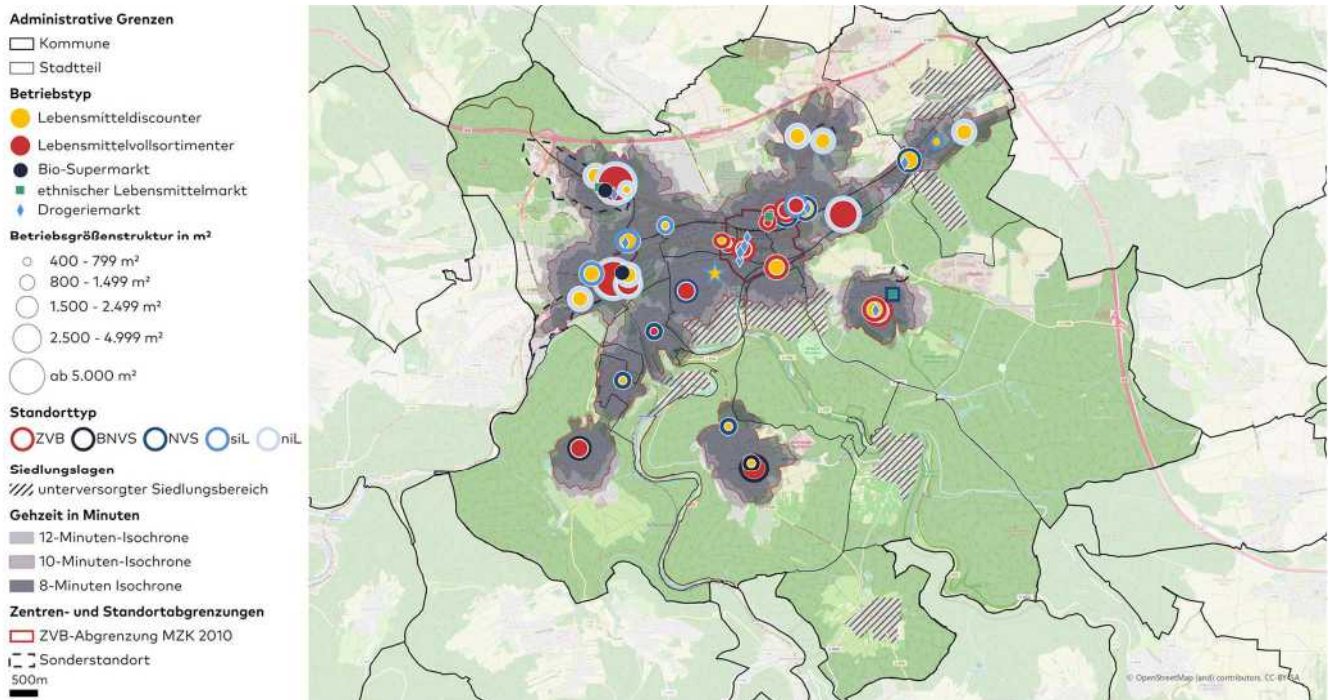 Administrative Grenzen
Kommune
Stadtteil
Betriebstyp
Lebensmitteldiscounter
Lebensmittelvollsortimenter
Bio-Supermarkt
ethnischer Lebensmittelmarkt
Drogeriemarkt
Betriebsgrößenstruktur in m²
400 - 799 m²
800 - 1.499 m²
1.500 - 2.499 m²
2.500 - 4.999 m²
ab 5.000 m²
Standorttyp
ZVB BNVS NVS siL niL
Siedlungslagen
unterversorgter Siedlungsbereich
Gehzeit in Minuten
12-Minuten-Isochrone
10-Minuten-Isochrone
8-Minuten Isochrone
Zentren- und Standortabgrenzungen
ZVB-Abgrenzung MZK 2010
Sonderstandort
500m
© OpenStreetMap (and) contributors, CC-BY-SA